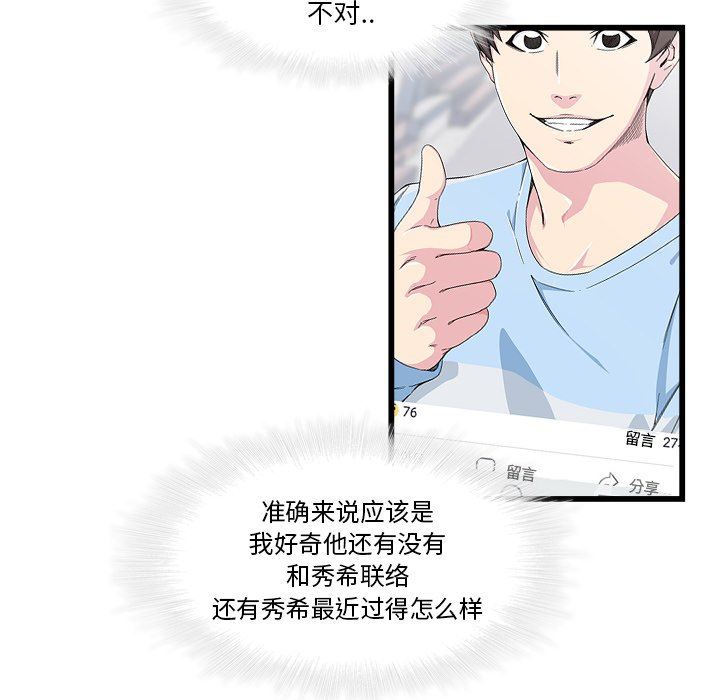 不对..
76
留言 27
留言
分享
准确来说应该是
我好奇他还有没有
和秀希联络
还有秀希最近过得怎么样